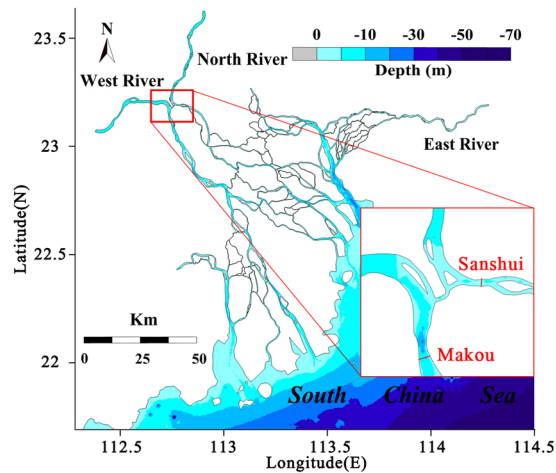 N
North River
West River
East River
0 -10 -30 -50 -70
Depth (m)
Sanshui
Makou
Km
0 25 50
South China Sea
23.5
23
22.5
22
Latitude(N)
112.5 113 113.5 114 114.5
Longitude(E)